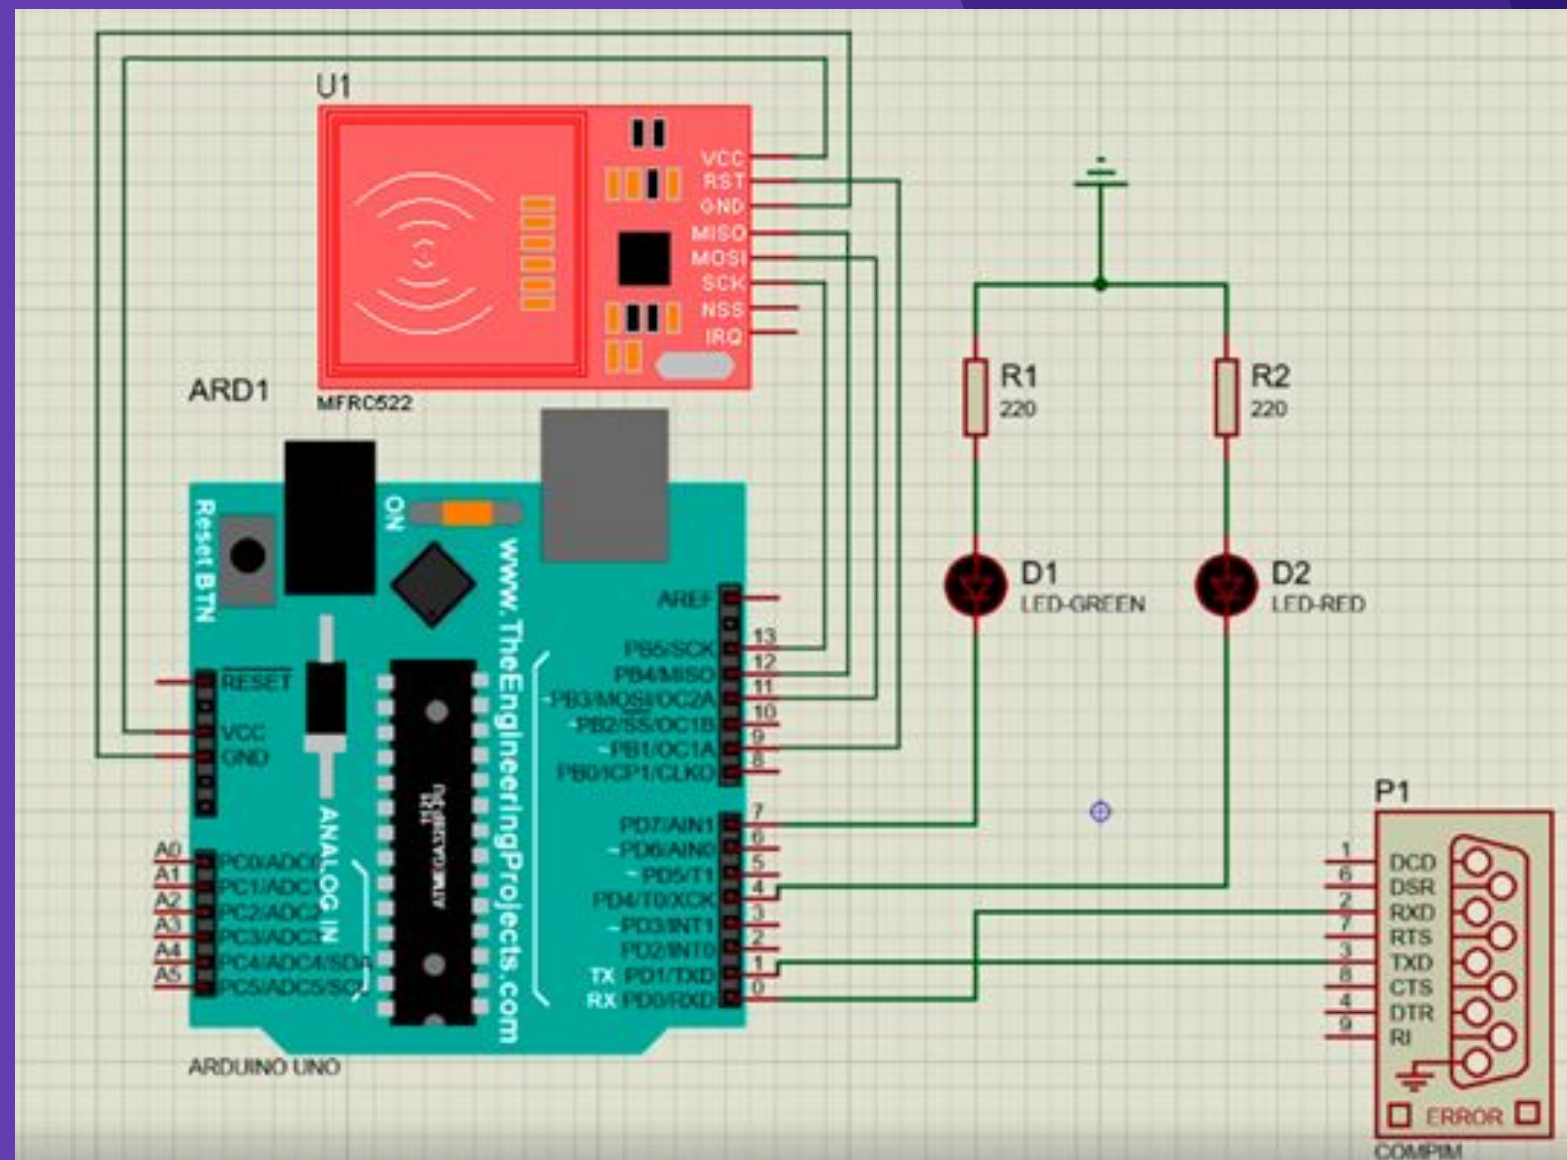 U1
VCC
RST
GND
MISO
MOSI
SCK
NSS
IRQ
MFRC522
ARD1
Reset BTN
ON
www.TheEngineeringProjects.com
AREF
RESET
VCC
GND
13
PB5/SCK
12
PB4/MISO
11
~PB3/MOSI/OC2A
10
~PB2/SS/OC1B
9
~PB1/OC1A
8
PB0/ICP1/CLKO
7
PD7/AIN1
6
~PD6/AIN0
5
~PD5/T1
4
PD4/T0/XCK
3
~PD3/INT1
2
PD2/INT0
1
TX PD1/TXD
0
RX PD0/RXD
ANALOG IN
A0 PC0/ADC0
A1 PC1/ADC1
A2 PC2/ADC2
A3 PC3/ADC3
A4 PC4/ADC4/SDA
A5 PC5/ADC5/SCL
1121
ARDUINO UNO
R1
220
R2
220
D1
LED-GREEN
D2
LED-RED
P1
1 DCD
6 DSR
2 RXD
7 RTS
3 TXD
8 CTS
4 DTR
9 RI
ERROR
COMPIM